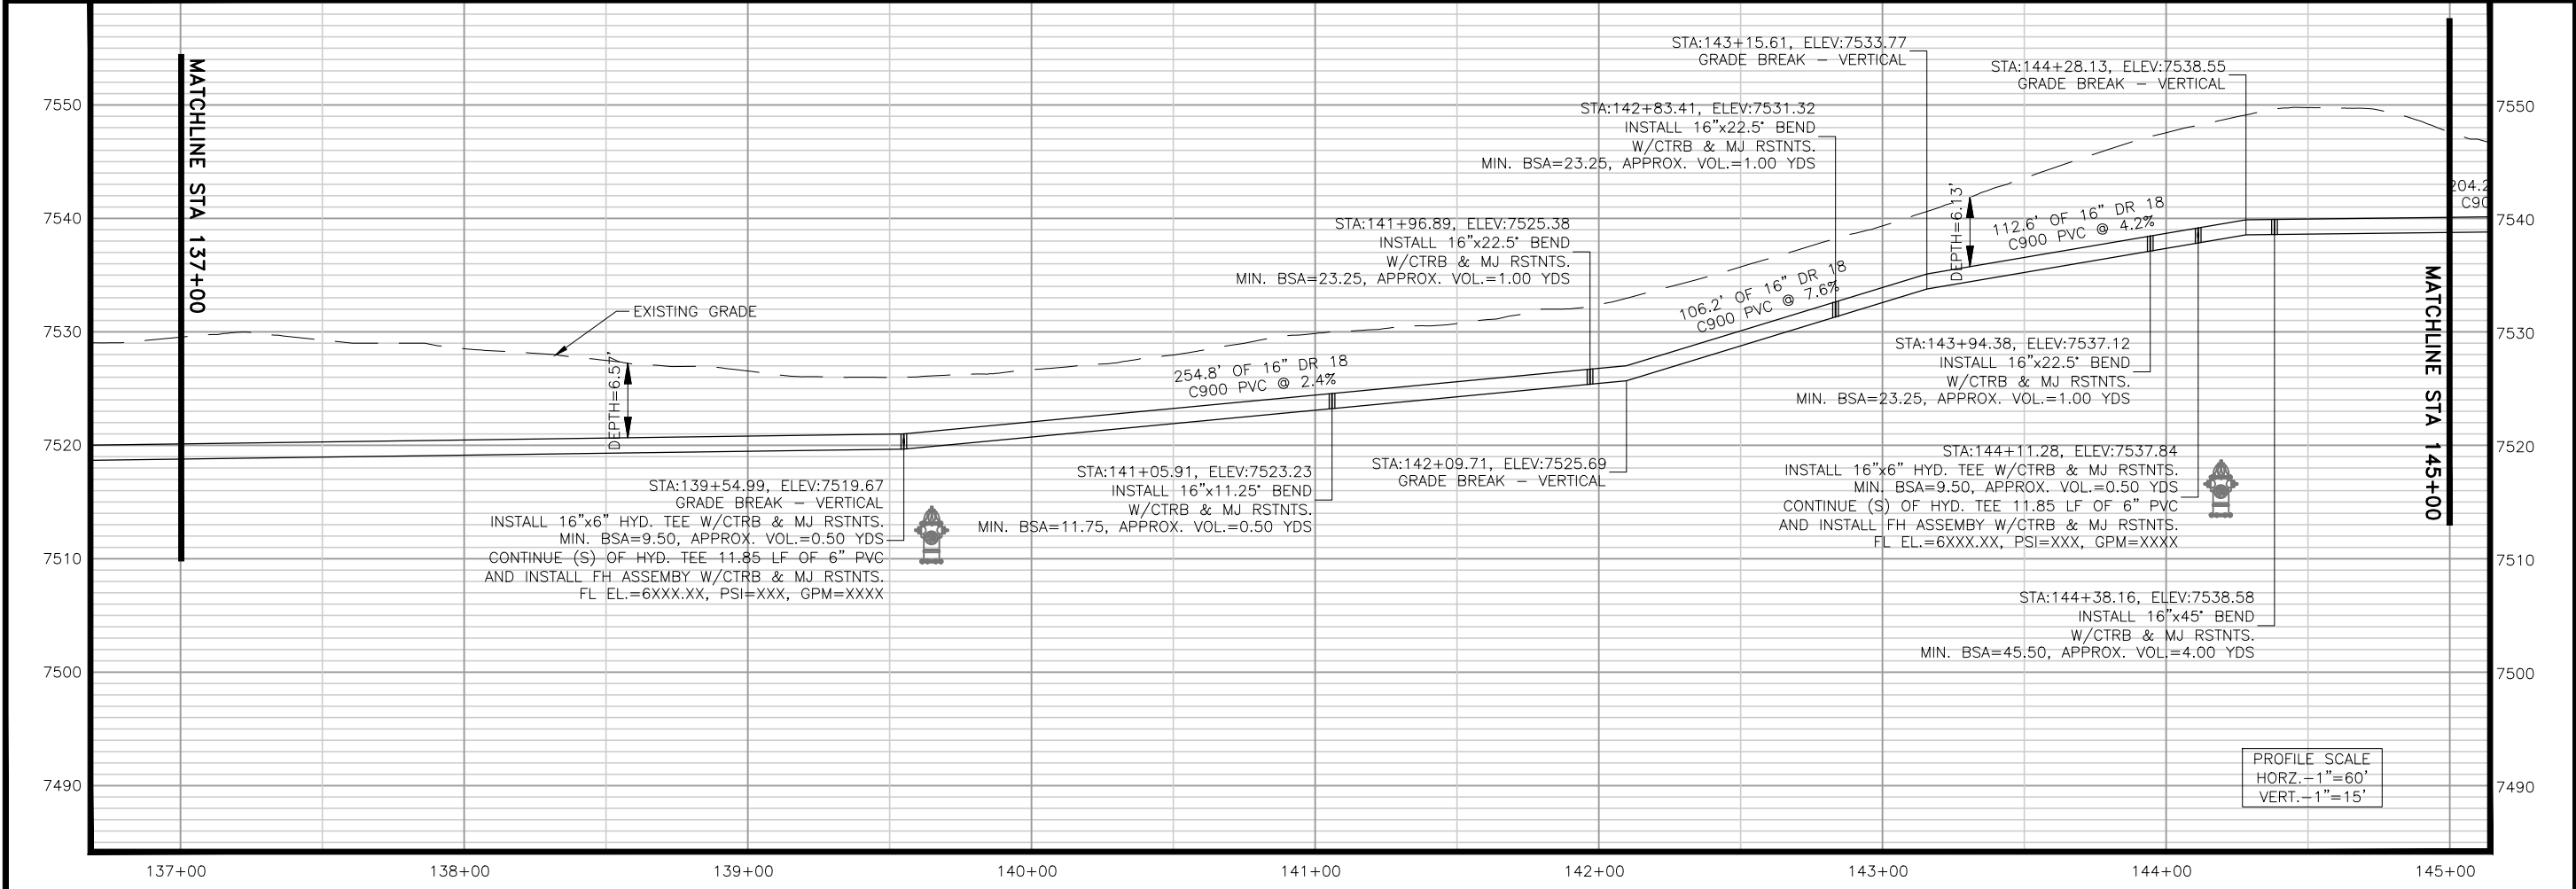 STA:143+15.61, ELEV:7533.77
GRADE BREAK – VERTICAL
STA:144+28.13, ELEV:7538.55
GRADE BREAK – VERTICAL
MATCHLINE STA 137+00
7550
7550
STA:142+83.41, ELEV:7531.32
INSTALL 16"x22.5° BEND
W/CTRB & MJ RSTNTS.
MIN. BSA=23.25, APPROX. VOL.=1.00 YDS
DEPTH=6.13'
204.2
C90
112.6' OF 16" DR 18
C900 PVC @ 4.2%
7540
7540
STA:141+96.89, ELEV:7525.38
INSTALL 16"x22.5° BEND
W/CTRB & MJ RSTNTS.
MIN. BSA=23.25, APPROX. VOL.=1.00 YDS
106.2' OF 16" DR 18
C900 PVC @ 7.6%
EXISTING GRADE
MATCHLINE STA 145+00
7530
7530
STA:143+94.38, ELEV:7537.12
INSTALL 16"x22.5° BEND
W/CTRB & MJ RSTNTS.
MIN. BSA=23.25, APPROX. VOL.=1.00 YDS
DEPTH=6.57'
254.8' OF 16" DR 18
C900 PVC @ 2.4%
7520
7520
STA:139+54.99, ELEV:7519.67
GRADE BREAK – VERTICAL
INSTALL 16"x6" HYD. TEE W/CTRB & MJ RSTNTS.
MIN. BSA=9.50, APPROX. VOL.=0.50 YDS
CONTINUE (S) OF HYD. TEE 11.85 LF OF 6" PVC
AND INSTALL FH ASSEMBY W/CTRB & MJ RSTNTS.
FL EL.=6XXX.XX, PSI=XXX, GPM=XXXX
STA:141+05.91, ELEV:7523.23
INSTALL 16"x11.25° BEND
W/CTRB & MJ RSTNTS.
MIN. BSA=11.75, APPROX. VOL.=0.50 YDS
STA:142+09.71, ELEV:7525.69
GRADE BREAK – VERTICAL
STA:144+11.28, ELEV:7537.84
INSTALL 16"x6" HYD. TEE W/CTRB & MJ RSTNTS.
MIN. BSA=9.50, APPROX. VOL.=0.50 YDS
CONTINUE (S) OF HYD. TEE 11.85 LF OF 6" PVC
AND INSTALL FH ASSEMBY W/CTRB & MJ RSTNTS.
FL EL.=6XXX.XX, PSI=XXX, GPM=XXXX
7510
7510
STA:144+38.16, ELEV:7538.58
INSTALL 16"x45° BEND
W/CTRB & MJ RSTNTS.
MIN. BSA=45.50, APPROX. VOL.=4.00 YDS
7500
7500
PROFILE SCALE
HORZ.–1"=60'
VERT.–1"=15'
7490
7490
137+00
138+00
139+00
140+00
141+00
142+00
143+00
144+00
145+00